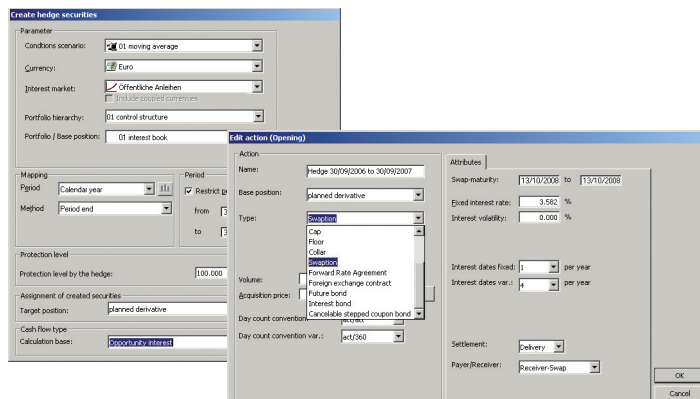 Create hedge securities
Parameter
Condtions scenario: 01 moving average
Currency: Euro
Interest market: Öffentliche Anleihen
Include coupled currencies
Portfolio hierarchy: 01 control structure
Portfolio / Base position: 01 interest book
Mapping
Period Calendar year
Method Period end
Period
Restrict
from
to
Protection level
Protection level by the hedge: 100.000
Assignment of created securities
Target position: planned derivative
Cash flow type
Calculation base: Opportunity interest
Edit action (Opening)
Action
Name: Hedge 30/09/2006 to 30/09/2007
Base position: planned derivative
Type: Swaption
Cap
Floor
Collar
Swaption
Forward Rate Agreement
Foreign exchange contract
Future bond
Interest bond
Cancelable stepped coupon bond
Volume:
Acquisition price:
Day count convention act/act
Day count convention var.: act/360
Attributes
Swap-maturity: 13/10/2008 to 13/10/2008
Fixed interest rate: 3.582 %
Interest volatility: 0.000 %
Interest dates fixed: 1 per year
Interest dates var.: 4 per year
Settlement: Delivery
Payer/Receiver: Receiver-Swap
OK
Cancel